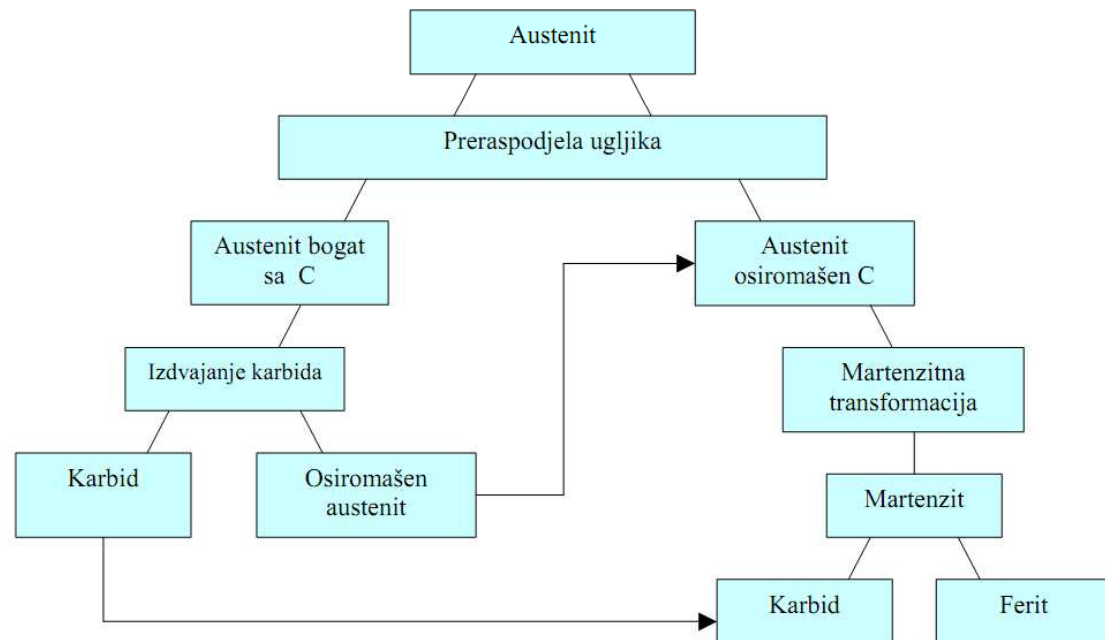 Austenit
Preraspodjela ugljika
Austenit bogat
sa C
Austenit
osiromašen C
Izdvajanje karbida
Martenzitna
transformacija
Karbid
Osiromašen
austenit
Martenzit
Karbid
Ferit